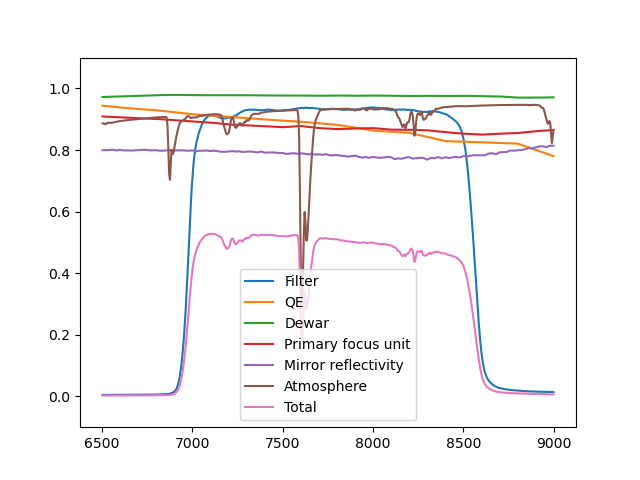 1.0
0.8
0.6
0.4
0.2
0.0
Filter
QE
Dewar
Primary focus unit
Mirror reflectivity
Atmosphere
Total
6500 7000 7500 8000 8500 9000